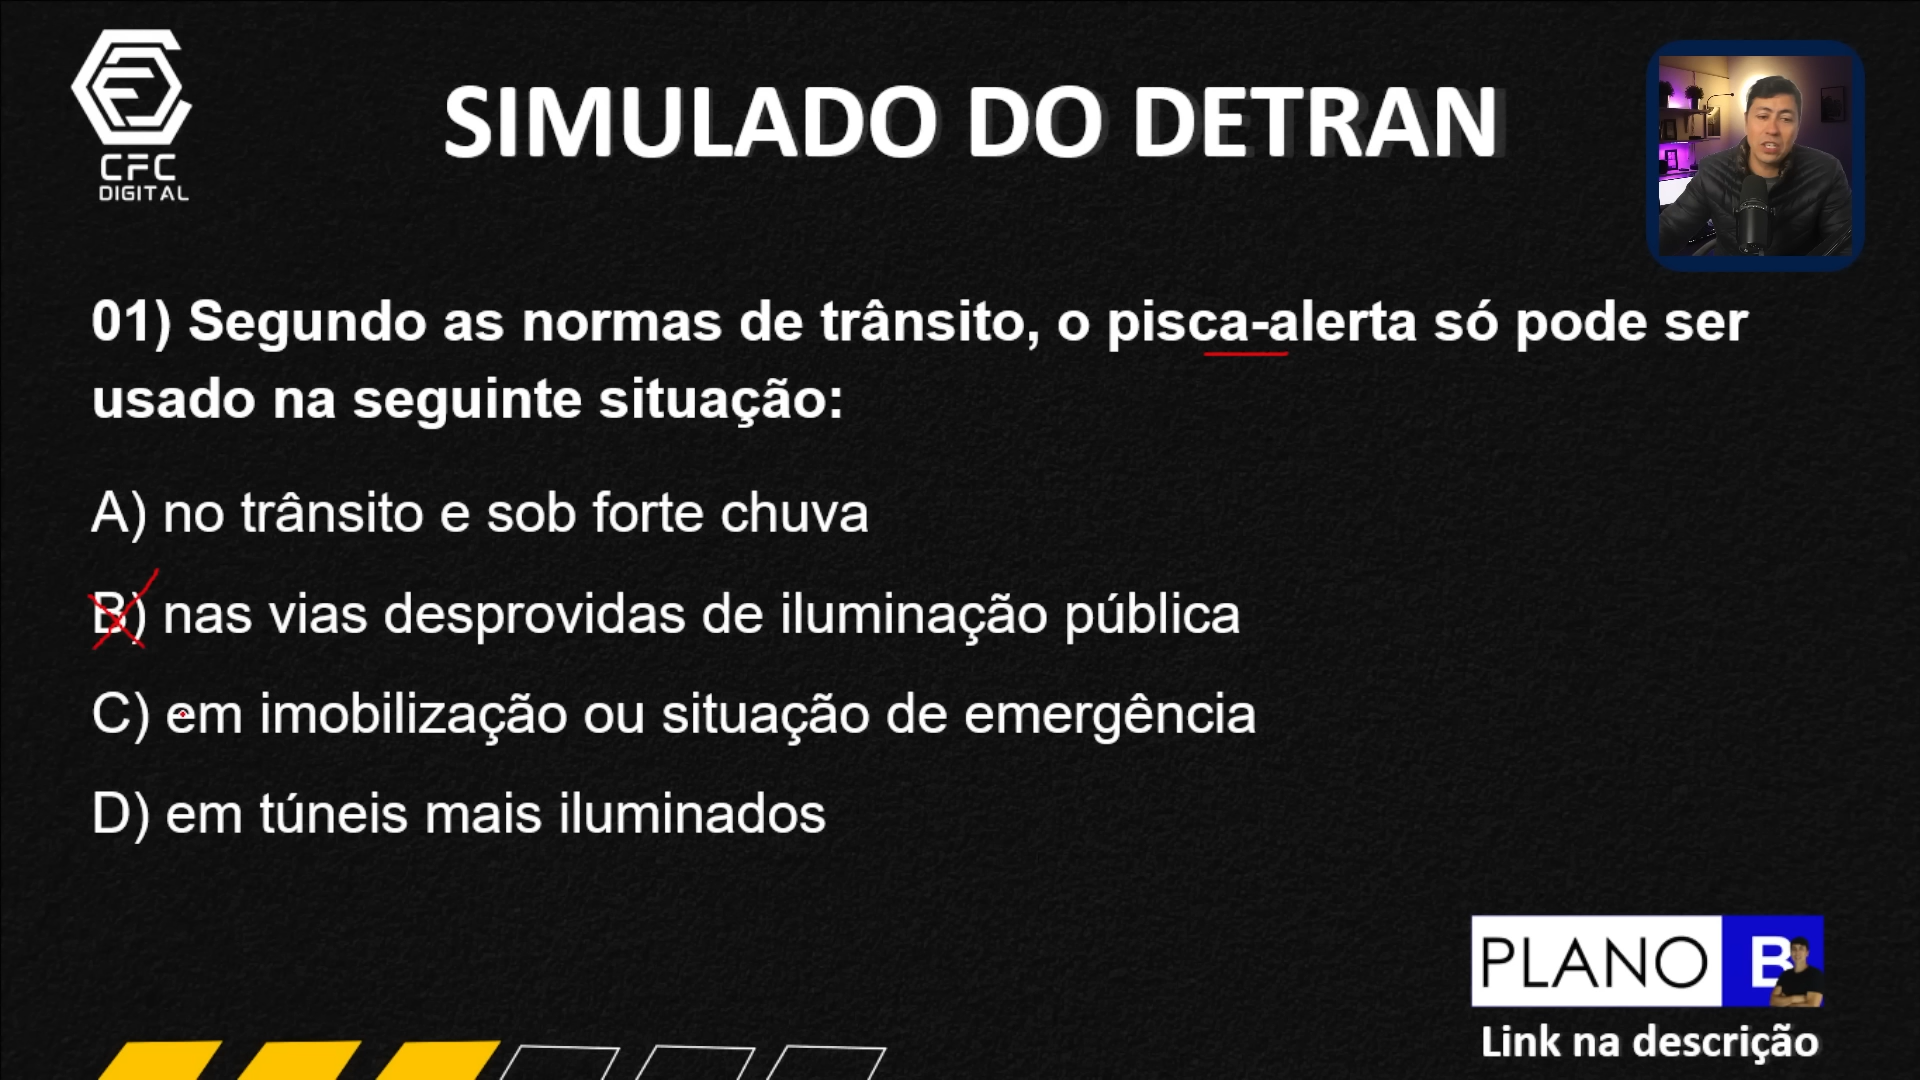 CFC
DIGITAL
SIMULADO DO DETRAN
01) Segundo as normas de trânsito, o pisca-alerta só pode ser
usado na seguinte situação:
A) no trânsito e sob forte chuva
B) nas vias desprovidas de iluminação pública
C) em imobilização ou situação de emergência
D) em túneis mais iluminados
PLANO B
Link na descrição